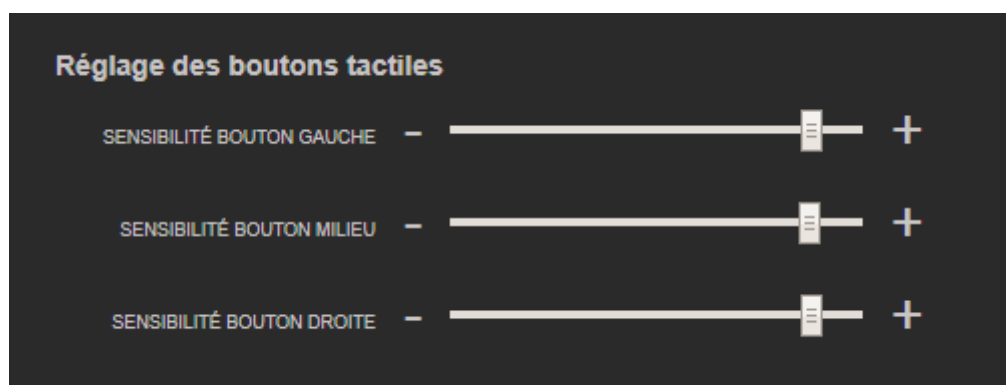 Réglage des boutons tactiles
SENSIBILITÉ BOUTON GAUCHE - +
SENSIBILITÉ BOUTON MILIEU - +
SENSIBILITÉ BOUTON DROITE - +